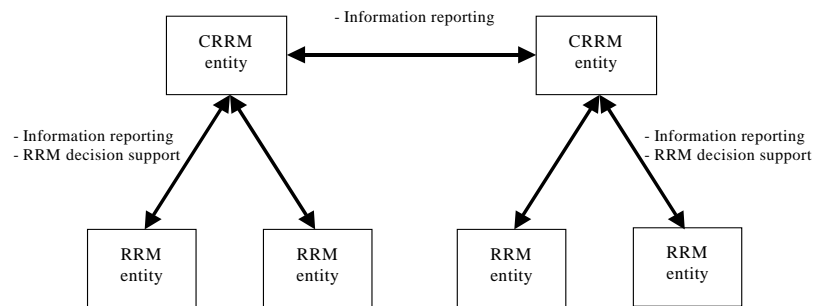 - Information reporting
CRRM
entity
CRRM
entity
- Information reporting
- RRM decision support
- Information reporting
- RRM decision support
RRM
entity
RRM
entity
RRM
entity
RRM
entity